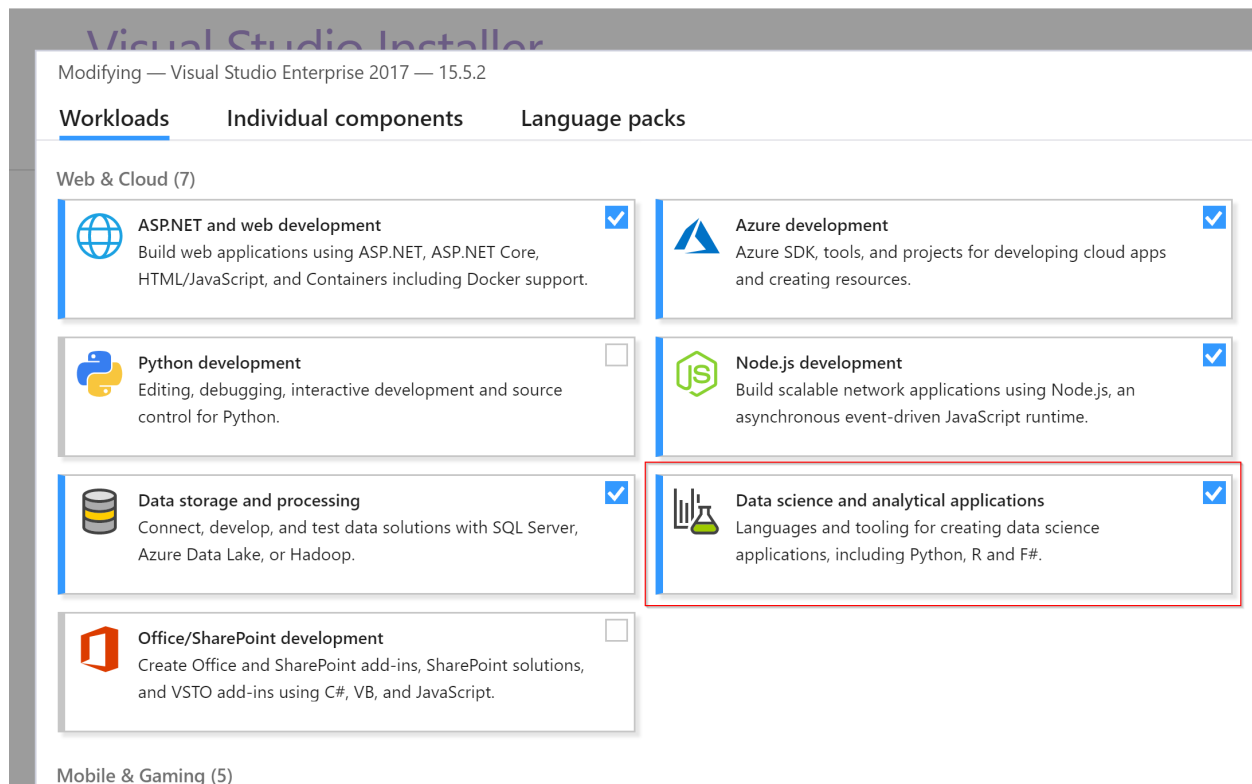 Visual Studio Installer
Modifying — Visual Studio Enterprise 2017 — 15.5.2
Workloads Individual components Language packs
Web & Cloud (7)
ASP.NET and web development
Build web applications using ASP.NET, ASP.NET Core,
HTML/JavaScript, and Containers including Docker support.
Azure development
Azure SDK, tools, and projects for developing cloud apps
and creating resources.
Python development
Editing, debugging, interactive development and source
control for Python.
JS
Node.js development
Build scalable network applications using Node.js, an
asynchronous event-driven JavaScript runtime.
Data storage and processing
Connect, develop, and test data solutions with SQL Server,
Azure Data Lake, or Hadoop.
Data science and analytical applications
Languages and tooling for creating data science
applications, including Python, R and F#.
Office/SharePoint development
Create Office and SharePoint add-ins, SharePoint solutions,
and VSTO add-ins using C#, VB, and JavaScript.
Mobile & Gaming (5)